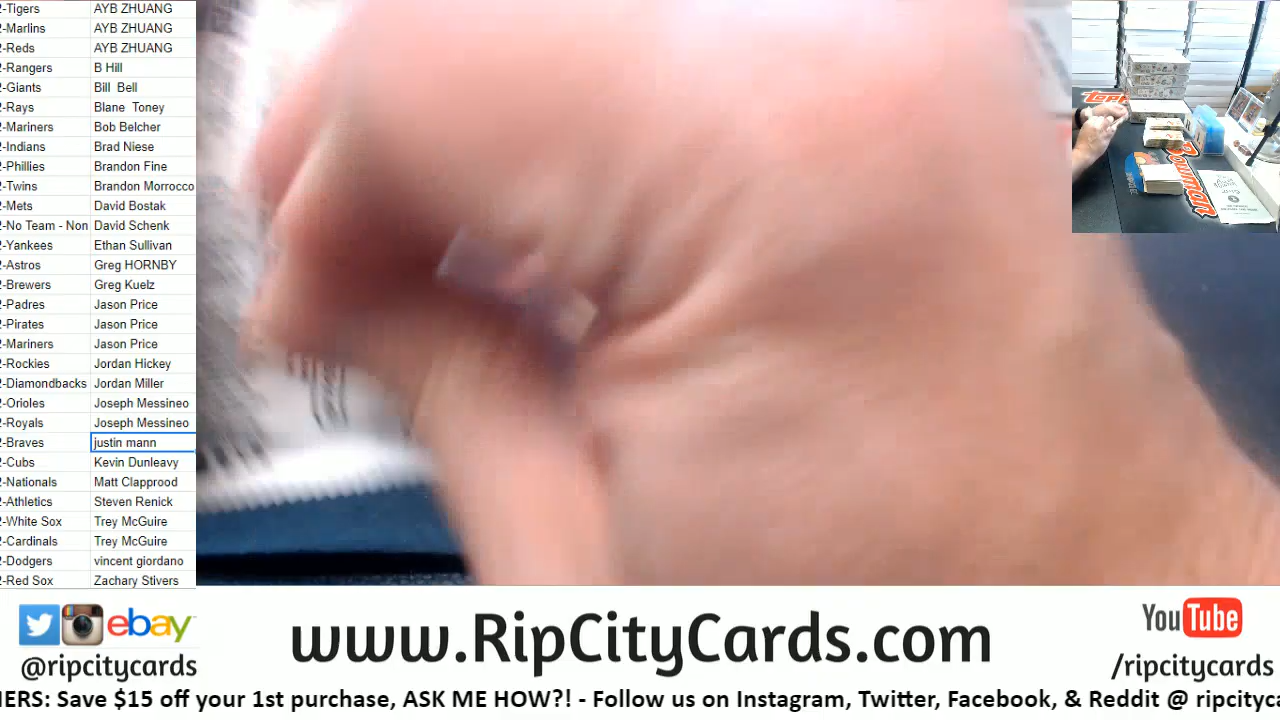 2-Tigers AYB ZHUANG
2-Marlins AYB ZHUANG
2-Reds AYB ZHUANG
2-Rangers B Hill
2-Giants Bill Bell
2-Rays Blane Toney
2-Mariners Bob Belcher
2-Indians Brad Niese
2-Phillies Brandon Fine
2-Twins Brandon Morrocco
2-Mets David Bostak
2-No Team - Non David Schenk
2-Yankees Ethan Sullivan
2-Astros Greg HORNBY
2-Brewers Greg Kuelz
2-Padres Jason Price
2-Pirates Jason Price
2-Mariners Jason Price
2-Rockies Jordan Hickey
2-Diamondbacks Jordan Miller
2-Orioles Joseph Messineo
2-Royals Joseph Messineo
2-Braves justin mann
2-Cubs Kevin Dunleavy
2-Nationals Matt Clapprood
2-Athletics Steven Renick
2-White Sox Trey McGuire
2-Cardinals Trey McGuire
2-Dodgers vincent giordano
2-Red Sox Zachary Stivers
Topps
Bowman
ebay
@ripcitycards
www.RipCityCards.com
YouTube
/ripcitycards
ERS: Save $15 off your 1st purchase, ASK ME HOW?! - Follow us on Instagram, Twitter, Facebook, & Reddit @ ripcityca